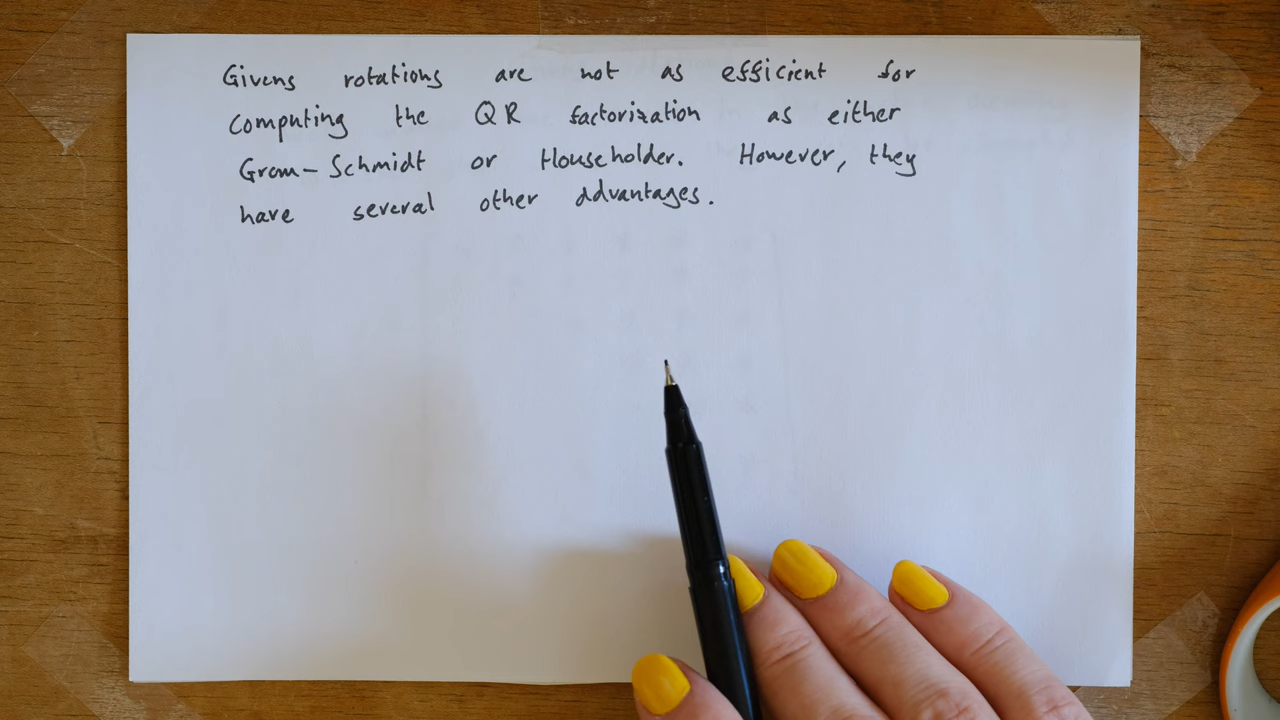 Givens rotations are not as efficient for
computing the QR factorization as either
Gram-Schmidt or Householder. However, they
have several other advantages.